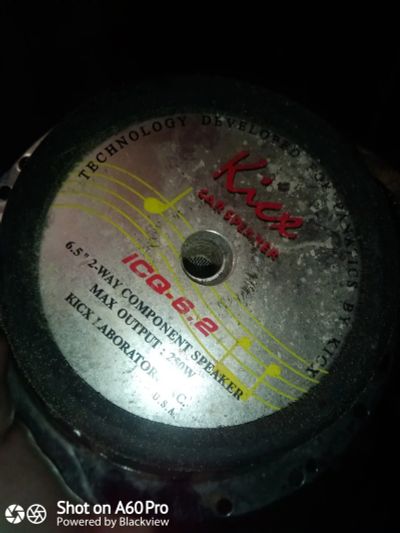 TECHNOLOGY DEVELOPED BY KICX
Kicx
CAR SPEAKER
ICQ-6.2
6.5" 2-WAY COMPONENT SPEAKER
MAX OUTPUT : 250W
KICX LABORATORY
U.S.A.
Shot on A60Pro
Powered by Blackview